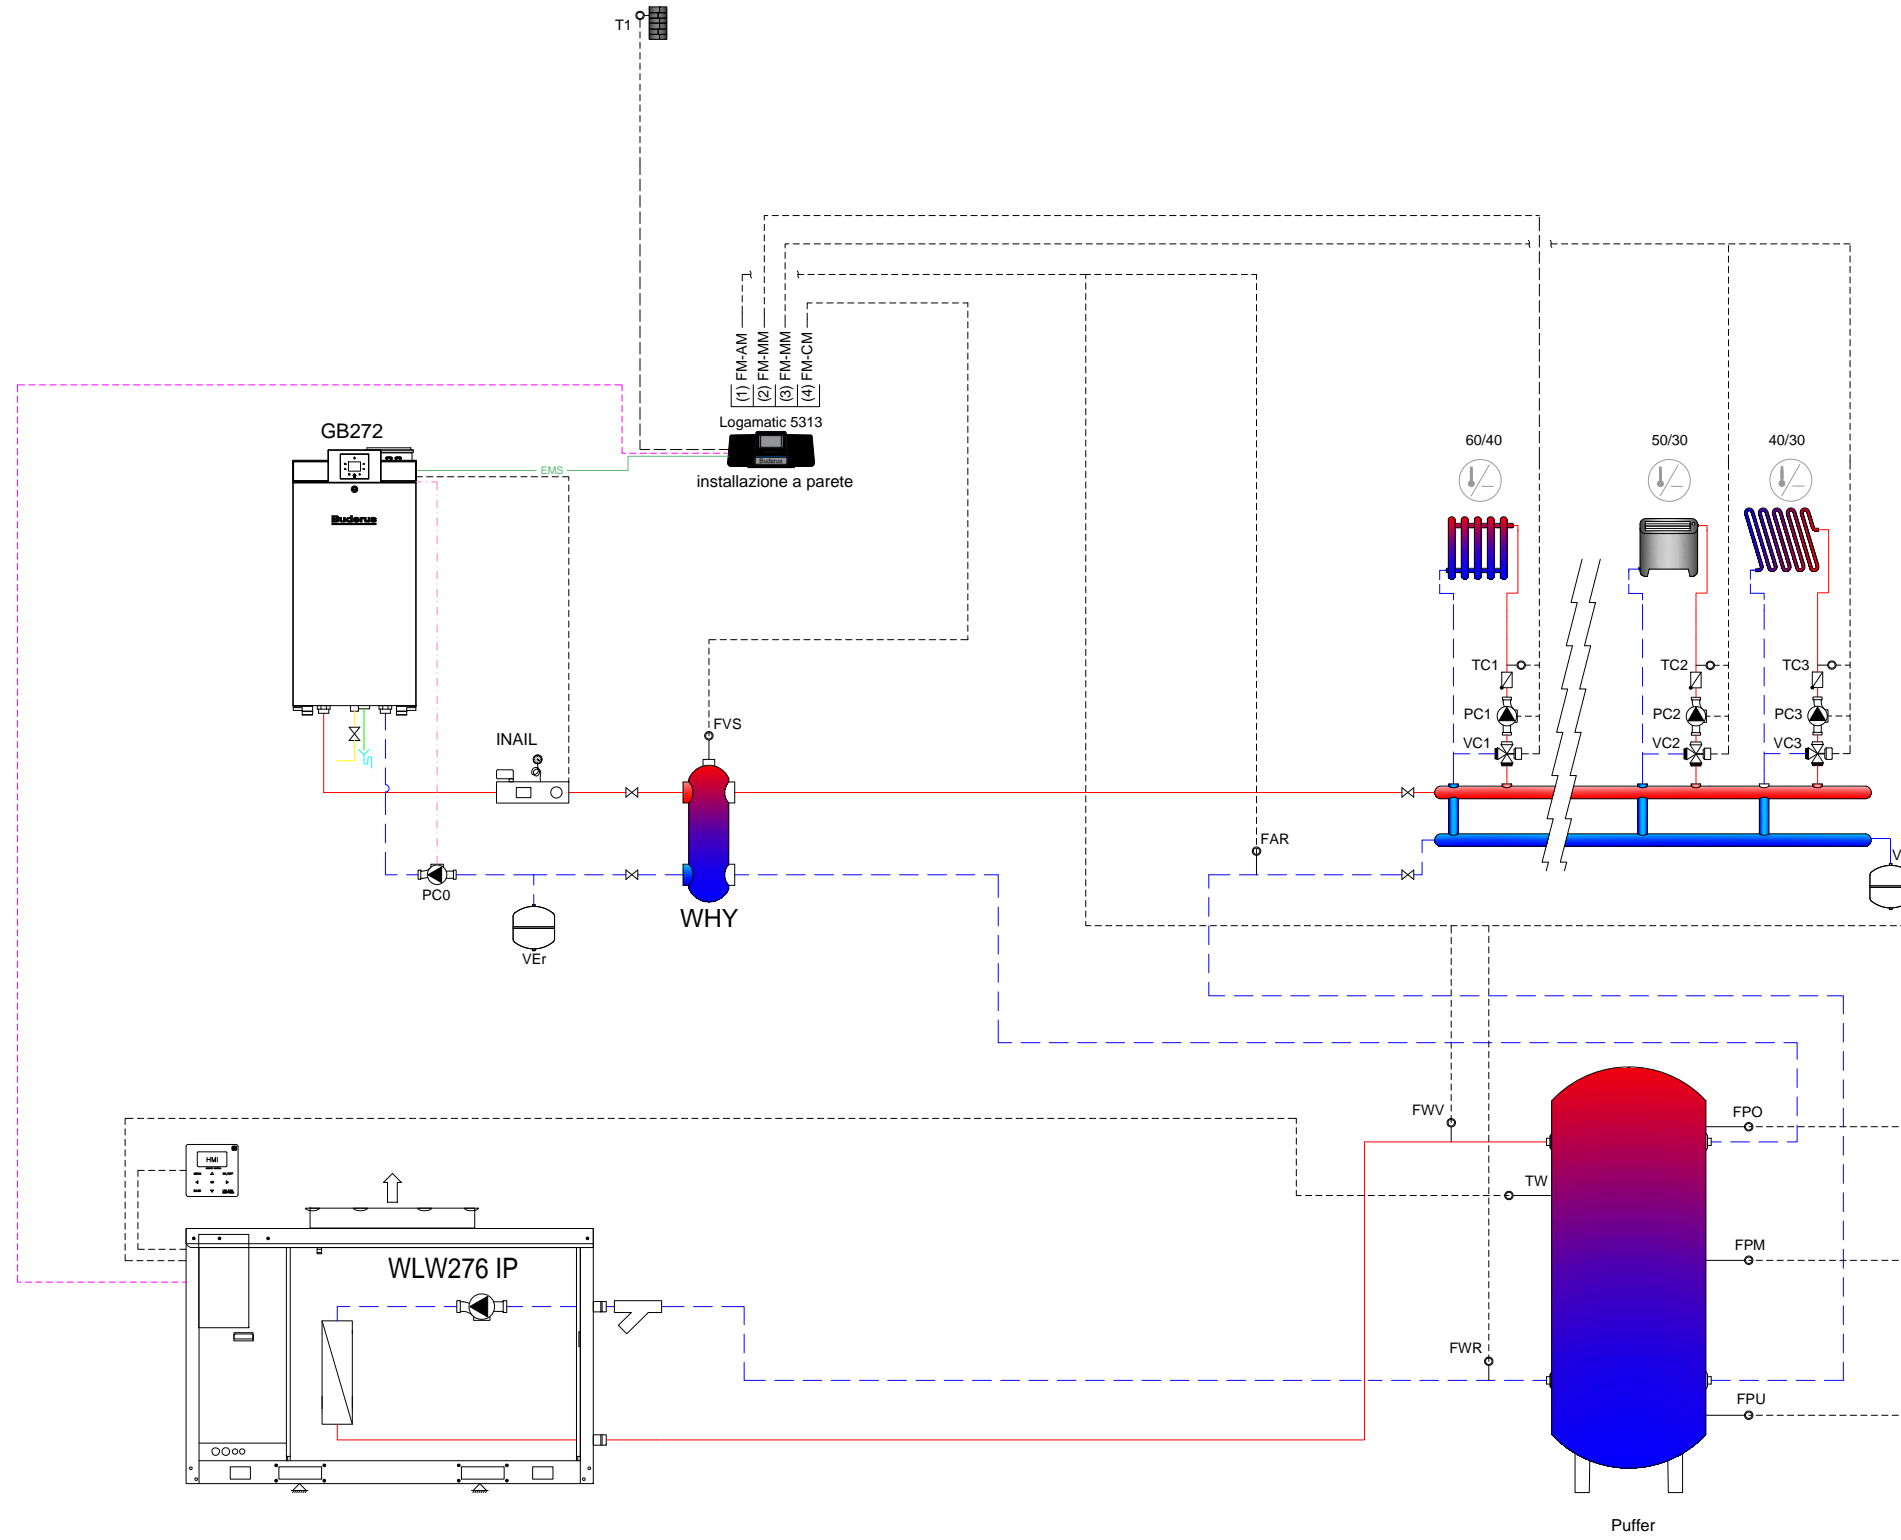 T1
(1) FM-AM
(2) FM-MM
(3) FM-MM
(4) FM-CM
Logamatic 5313
Buderus
installazione a parete
GB272
EMS
Buderus
60/40
50/30
40/30
TC1
TC2
TC3
PC1
PC2
PC3
VC1
VC2
VC3
INAIL
FVS
FAR
V
PC0
WHY
VEr
FWV
FPO
TW
HMI
FPM
WLW276 IP
FWR
FPU
Puffer